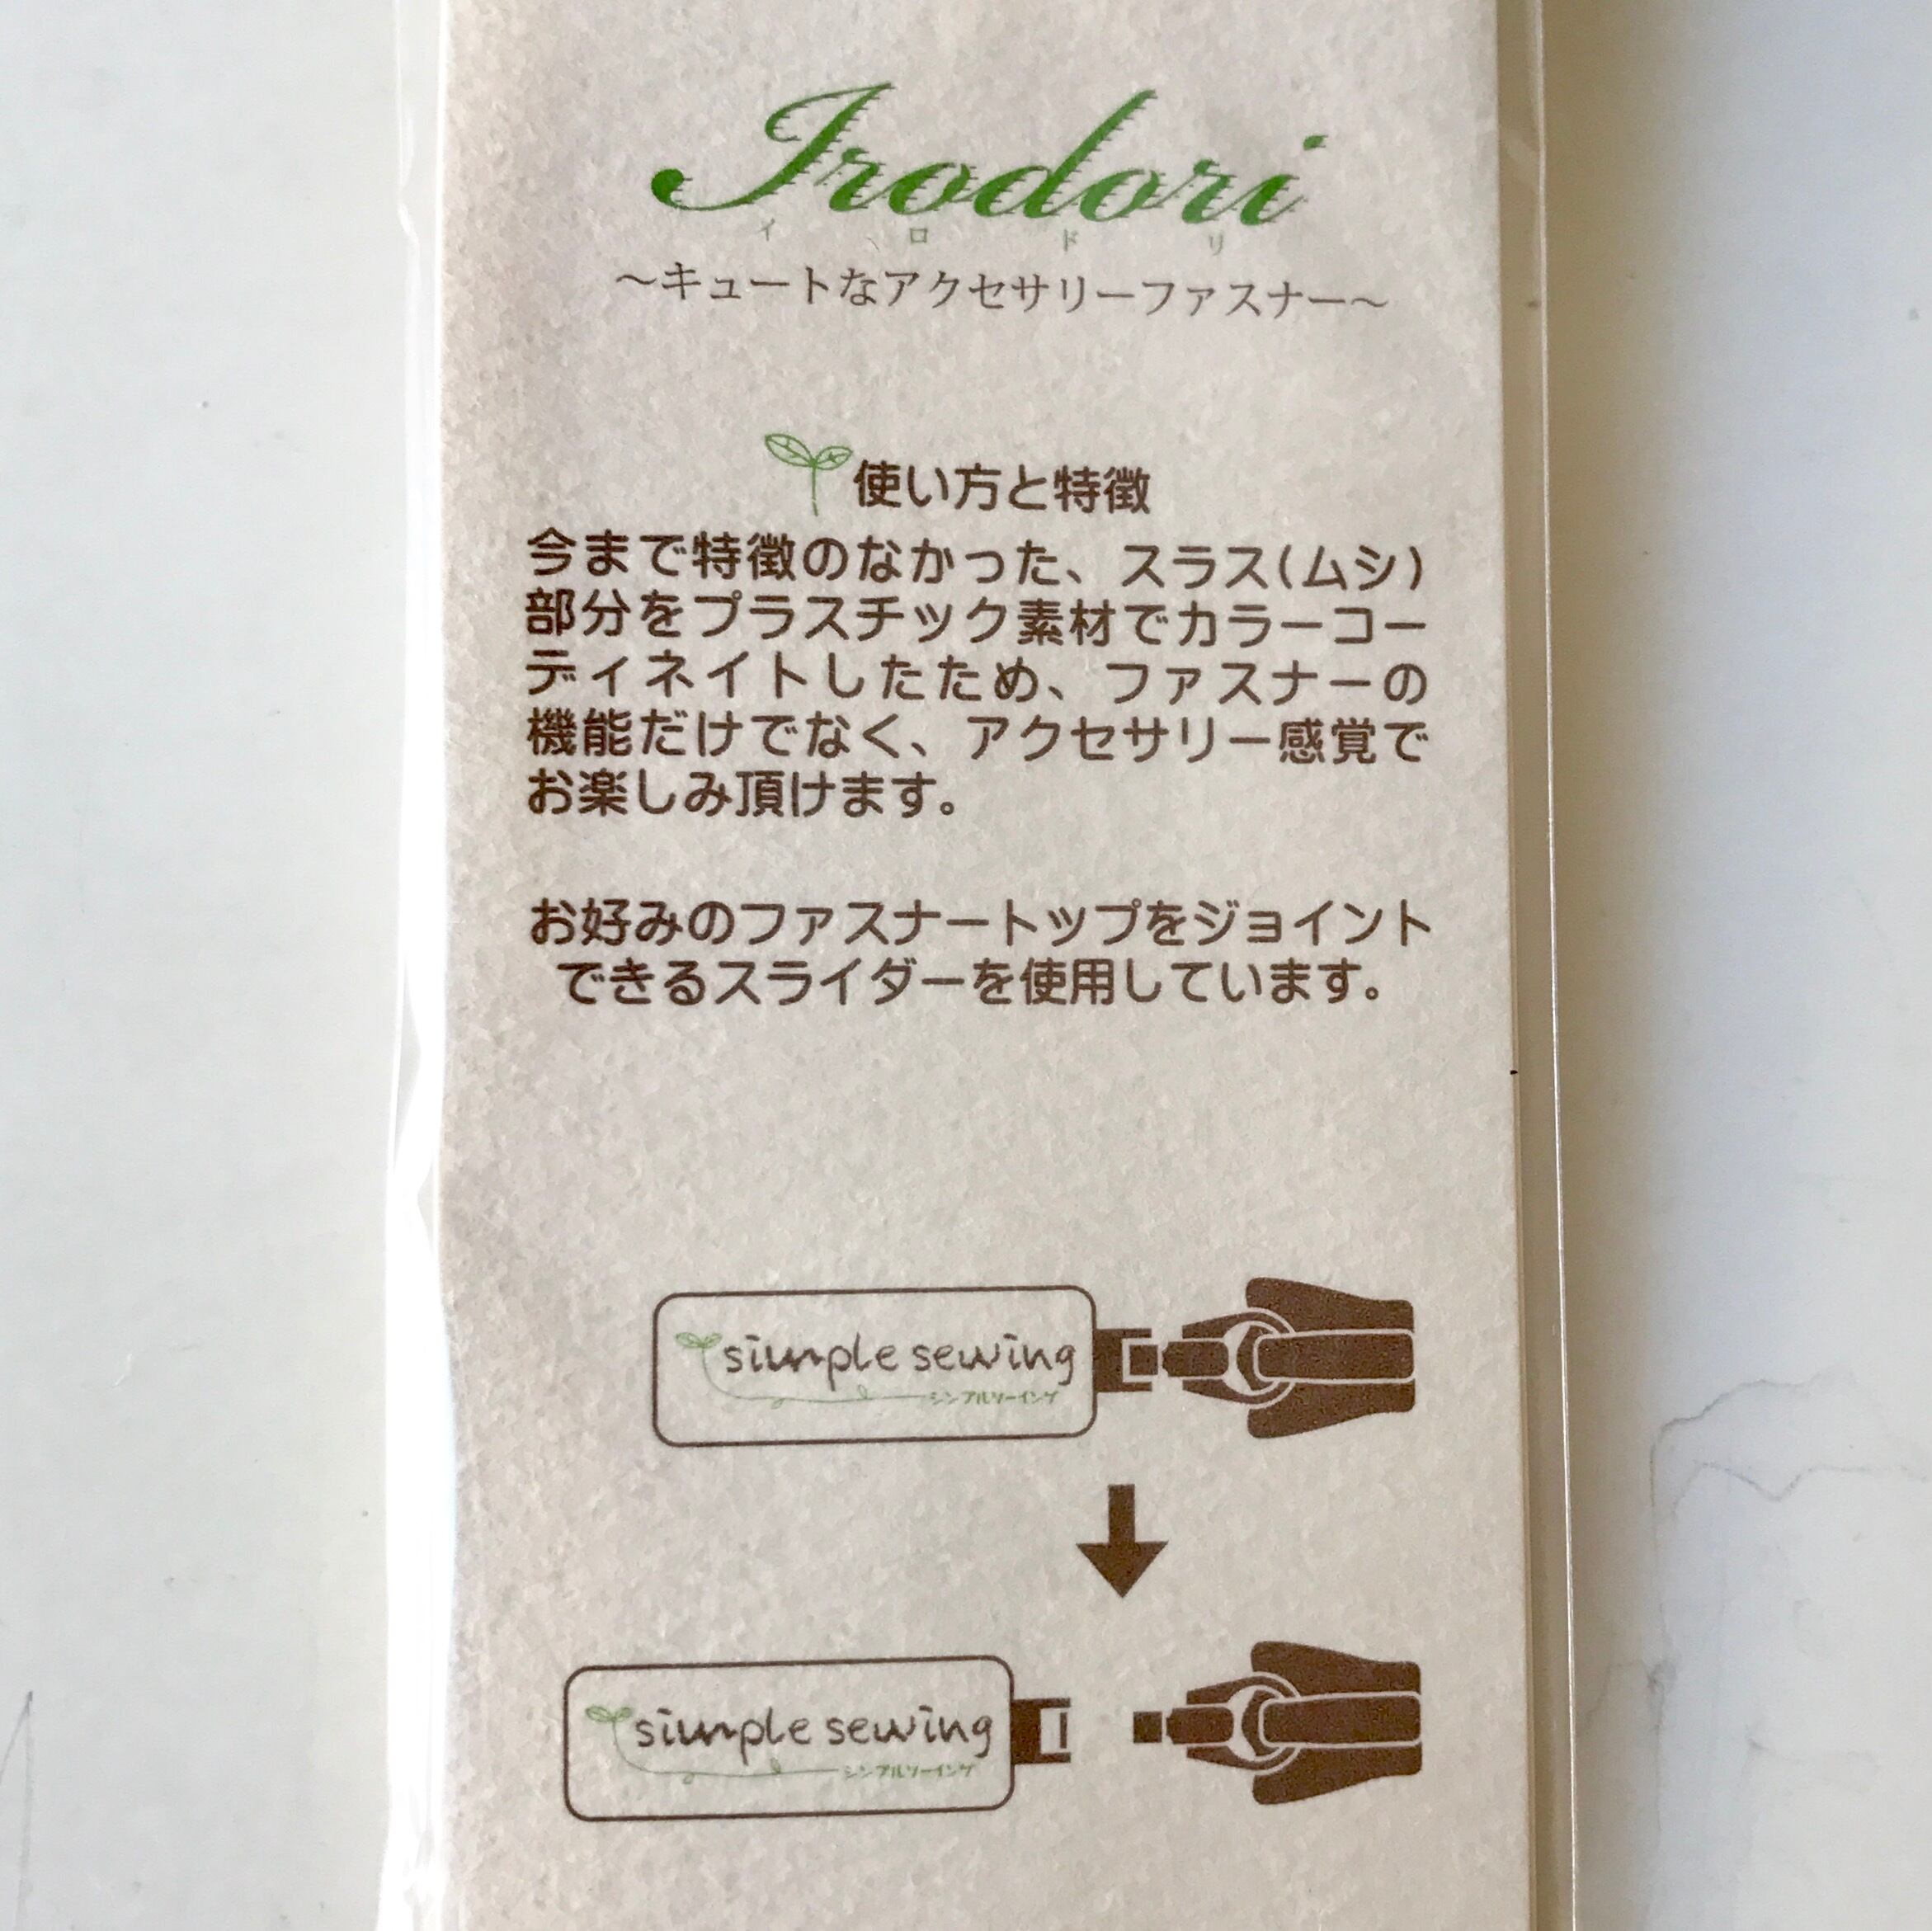 Irodori
イロドリ
～キュートなアクセサリーファスナー～
使い方と特徴
今まで特徴のなかった、スラス(ムシ)
部分をプラスチック素材でカラーコー
ディネイトしたため、ファスナーの
機能だけでなく、アクセサリー感覚で
お楽しみ頂けます。
お好みのファスナートップをジョイント
できるスライダーを使用しています。
simple sewing
シンプルソーイング
simple sewing
シンプルソーイング